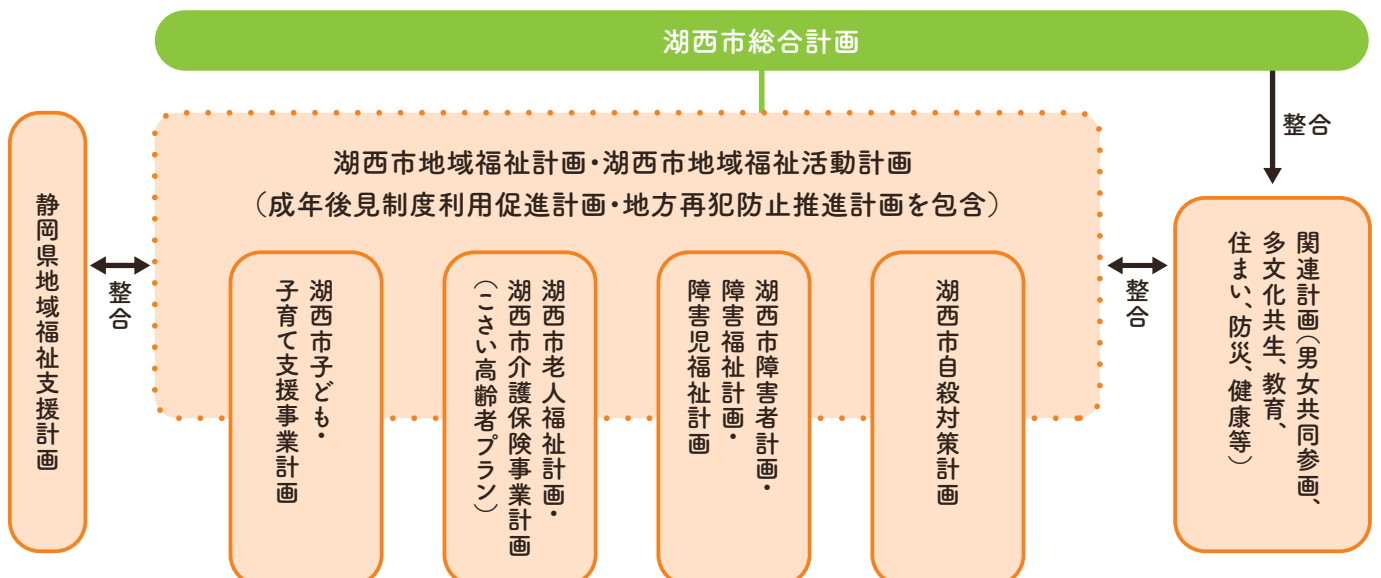 湖西市総合計画
整合
静岡県地域福祉支援計画
整合
湖西市地域福祉計画・湖西市地域福祉活動計画
（成年後見制度利用促進計画・地方再犯防止推進計画を包含）
湖西市子ども・
子育て支援事業計画
湖西市老人福祉計画・
湖西市介護保険事業計画
（こさい高齢者プラン）
湖西市障害者計画・
障害福祉計画・
障害児福祉計画
湖西市自殺対策計画
整合
関連計画（男女共同参画、
多文化共生、教育、
住まい、防災、健康等）